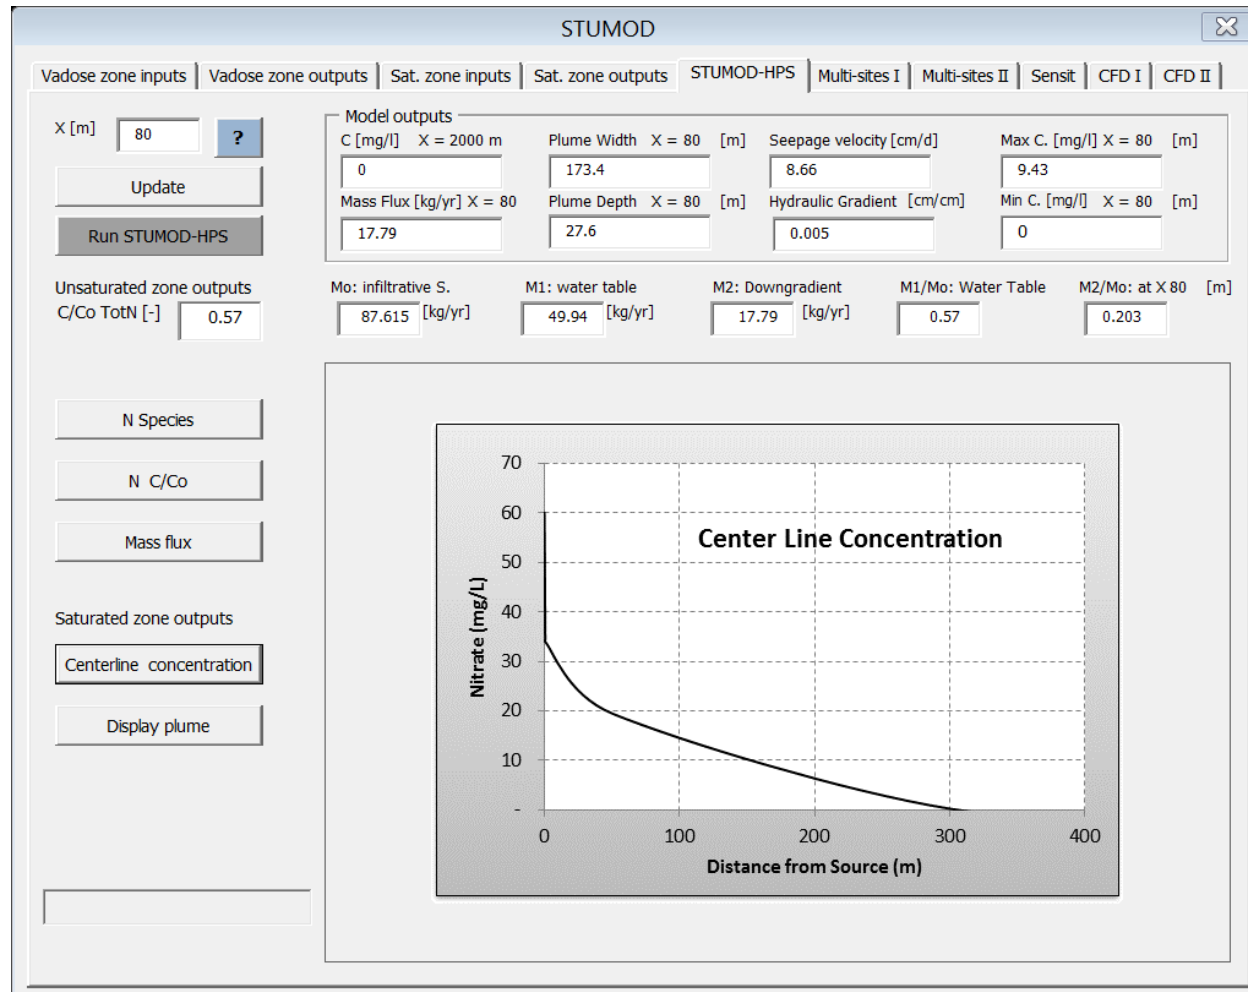 STUMOD
Vadose zone inputs Vadose zone outputs Sat. zone inputs Sat. zone outputs STUMOD-HPS Multi-sites I Multi-sites II Sensit CFD I CFD II
X [m] 80 ?
Update
Run STUMOD-HPS
Model outputs
C [mg/l] X = 2000 m Plume Width X = 80 [m] Seepage velocity [cm/d] Max C. [mg/l] X = 80 [m]
0 173.4 8.66 9.43
Mass Flux [kg/yr] X = 80 Plume Depth X = 80 [m] Hydraulic Gradient [cm/cm] Min C. [mg/l] X = 80 [m]
17.79 27.6 0.005 0
Unsaturated zone outputs
C/Co TotN [-] 0.57
Mo: infiltrative S. M1: water table M2: Downgradient M1/Mo: Water Table M2/Mo: at X 80 [m]
87.615 [kg/yr] 49.94 [kg/yr] 17.79 [kg/yr] 0.57 0.203
N Species
N C/Co
Mass flux
Saturated zone outputs
Centerline concentration
Display plume
Center Line Concentration
Nitrate (mg/L)
70
60
50
40
30
20
10
-
0 100 200 300 400
Distance from Source (m)